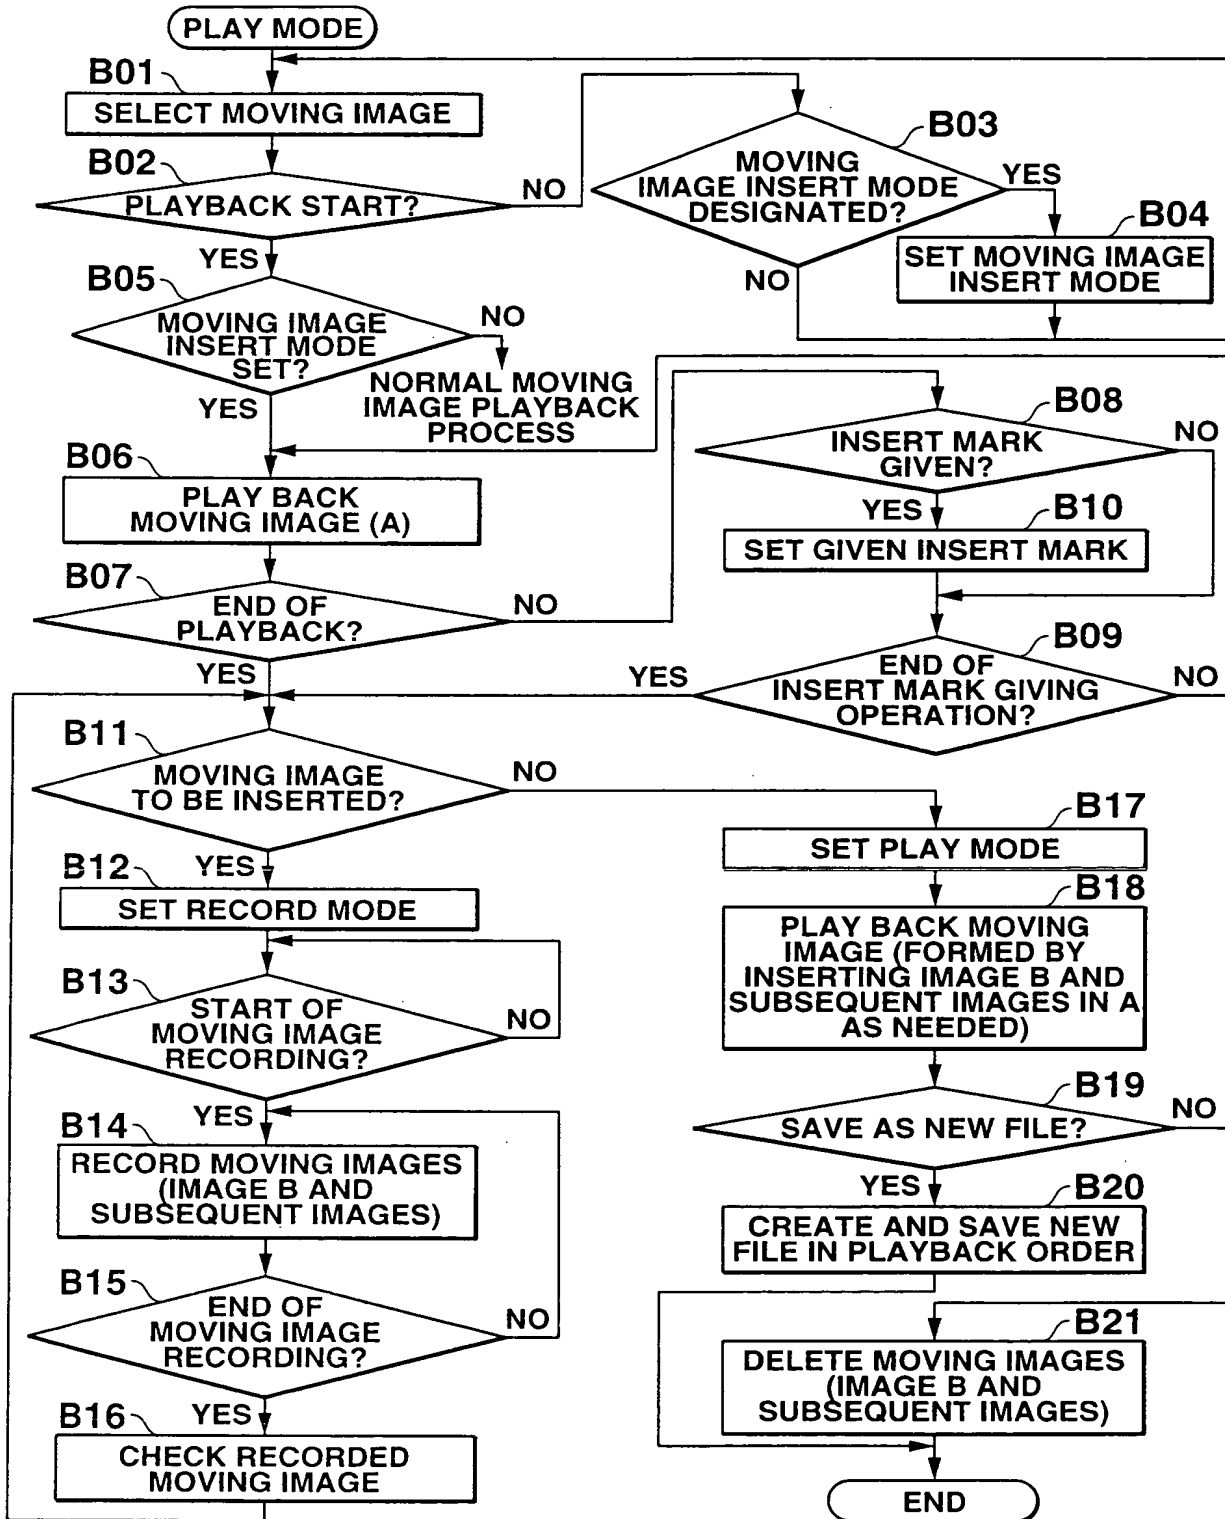 PLAY MODE
B01
SELECT MOVING IMAGE
B02
PLAYBACK START?
NO
YES
B03
MOVING
IMAGE INSERT MODE
DESIGNATED?
YES
NO
B04
SET MOVING IMAGE
INSERT MODE
B05
MOVING IMAGE
INSERT MODE
SET?
NO
YES
NORMAL MOVING
IMAGE PLAYBACK
PROCESS
B06
PLAY BACK
MOVING IMAGE (A)
B07
END OF
PLAYBACK?
NO
YES
B08
INSERT MARK
GIVEN?
NO
YES
B10
SET GIVEN INSERT MARK
B09
END OF
INSERT MARK GIVING
OPERATION?
YES
NO
B11
MOVING IMAGE
TO BE INSERTED?
NO
YES
B12
SET RECORD MODE
B13
START OF
MOVING IMAGE
RECORDING?
NO
YES
B14
RECORD MOVING IMAGES
(IMAGE B AND
SUBSEQUENT IMAGES)
B15
END OF
MOVING IMAGE
RECORDING?
NO
YES
B16
CHECK RECORDED
MOVING IMAGE
B17
SET PLAY MODE
B18
PLAY BACK MOVING
IMAGE (FORMED BY
INSERTING IMAGE B AND
SUBSEQUENT IMAGES IN A
AS NEEDED)
B19
SAVE AS NEW FILE?
NO
YES
B20
CREATE AND SAVE NEW
FILE IN PLAYBACK ORDER
B21
DELETE MOVING IMAGES
(IMAGE B AND
SUBSEQUENT IMAGES)
END